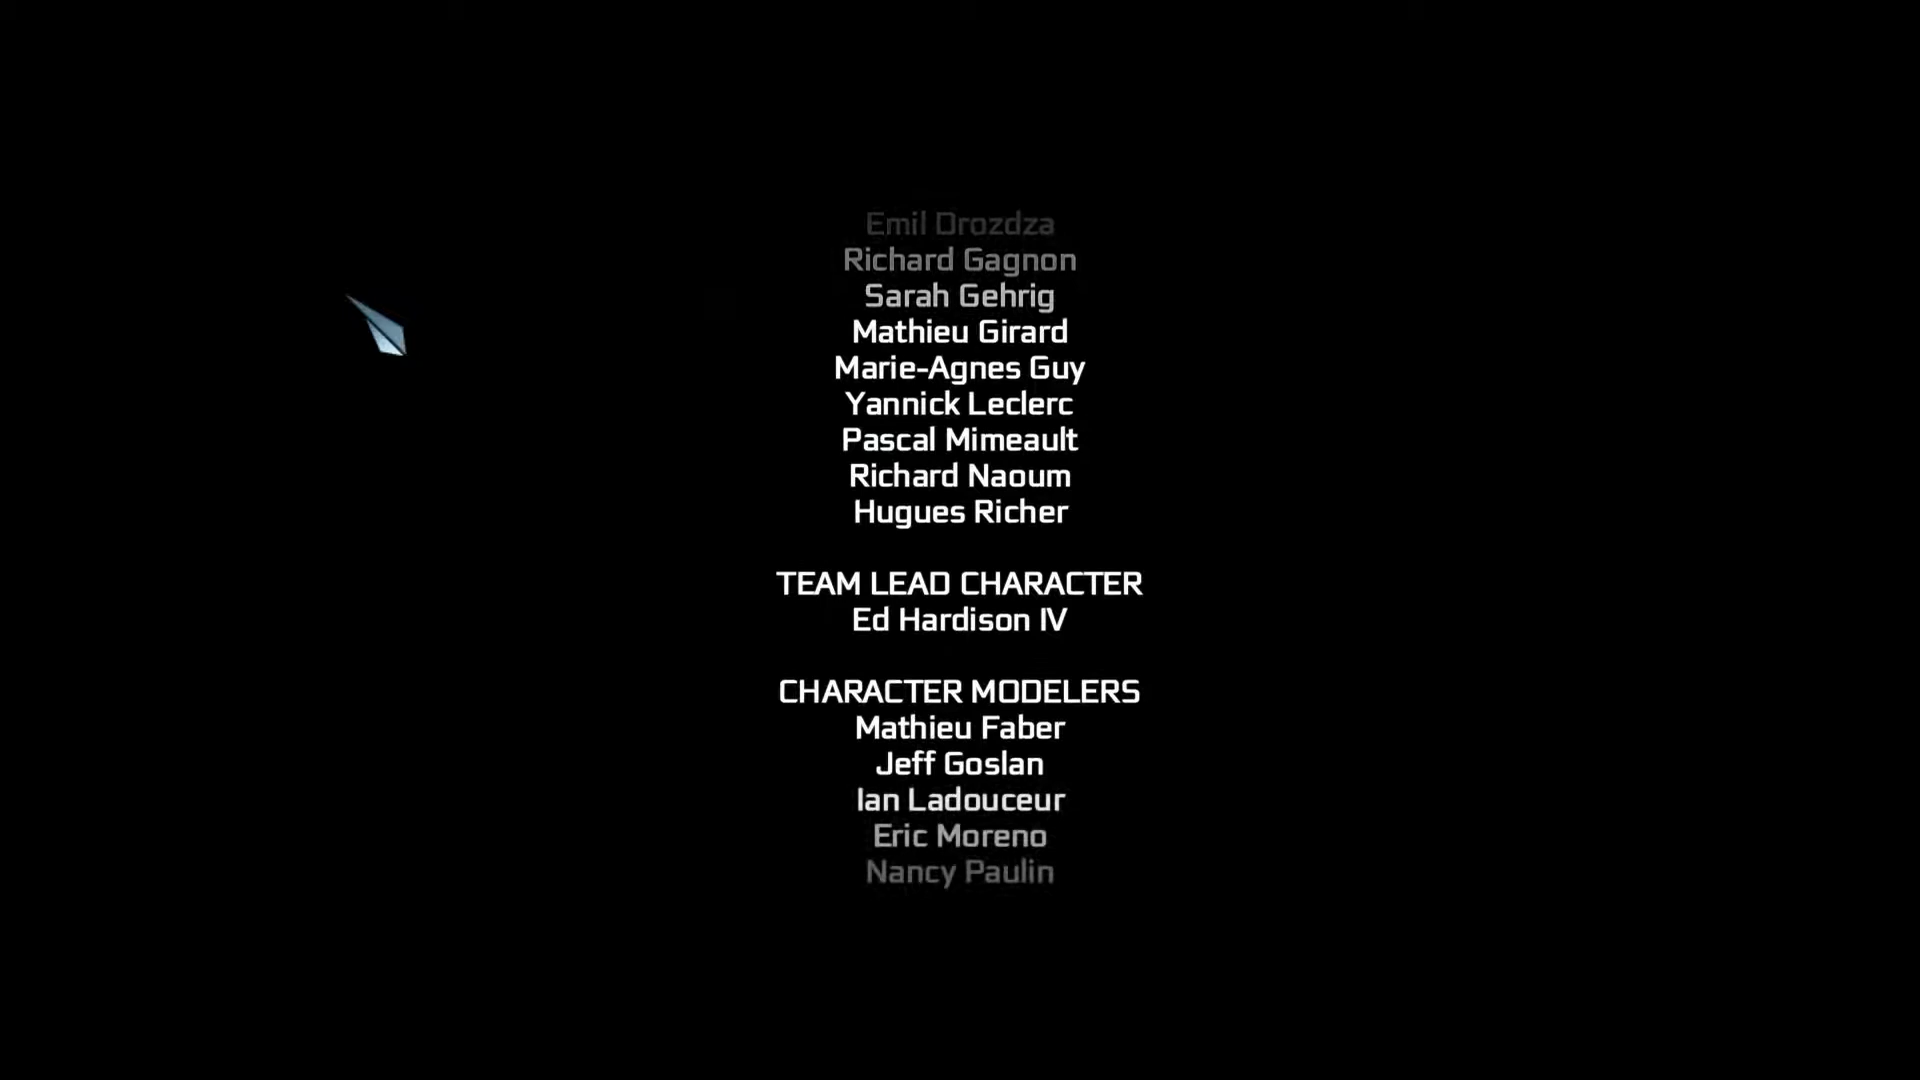 Emil Drozdza
Richard Gagnon
Sarah Gehrig
Mathieu Girard
Marie-Agnes Guy
Yannick Leclerc
Pascal Mimeault
Richard Naoum
Hugues Richer
TEAM LEAD CHARACTER
Ed Hardison IV
CHARACTER MODELERS
Mathieu Faber
Jeff Goslan
Ian Ladouceur
Eric Moreno
Nancy Paulin